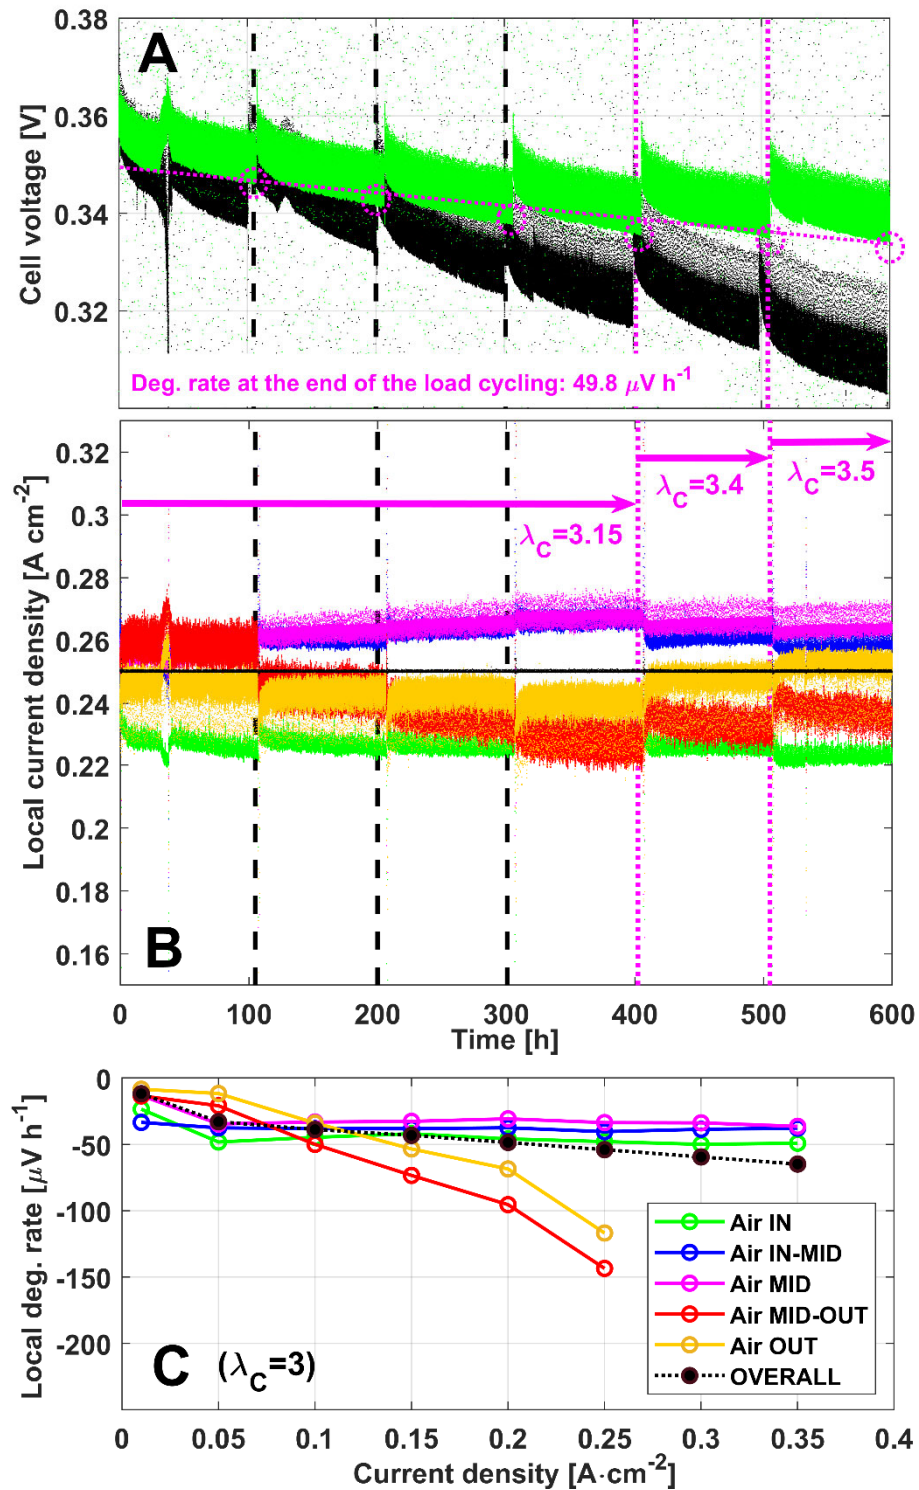 0.38
A
0.36
0.34
0.32
Cell voltage [V]
Deg. rate at the end of the load cycling: 49.8 μV h⁻¹
0.32
0.3
0.28
0.26
0.24
0.22
0.2
0.18
0.16
Local current density [A cm⁻²]
λC=3.15
λC=3.4
λC=3.5
B
0 100 200 300 400 500 600
Time [h]
0
-50
-100
-150
-200
Local deg. rate [μV h⁻¹]
C (λC=3)
Air IN
Air IN-MID
Air MID
Air MID-OUT
Air OUT
OVERALL
0 0.05 0.1 0.15 0.2 0.25 0.3 0.35 0.4
Current density [A·cm⁻²]